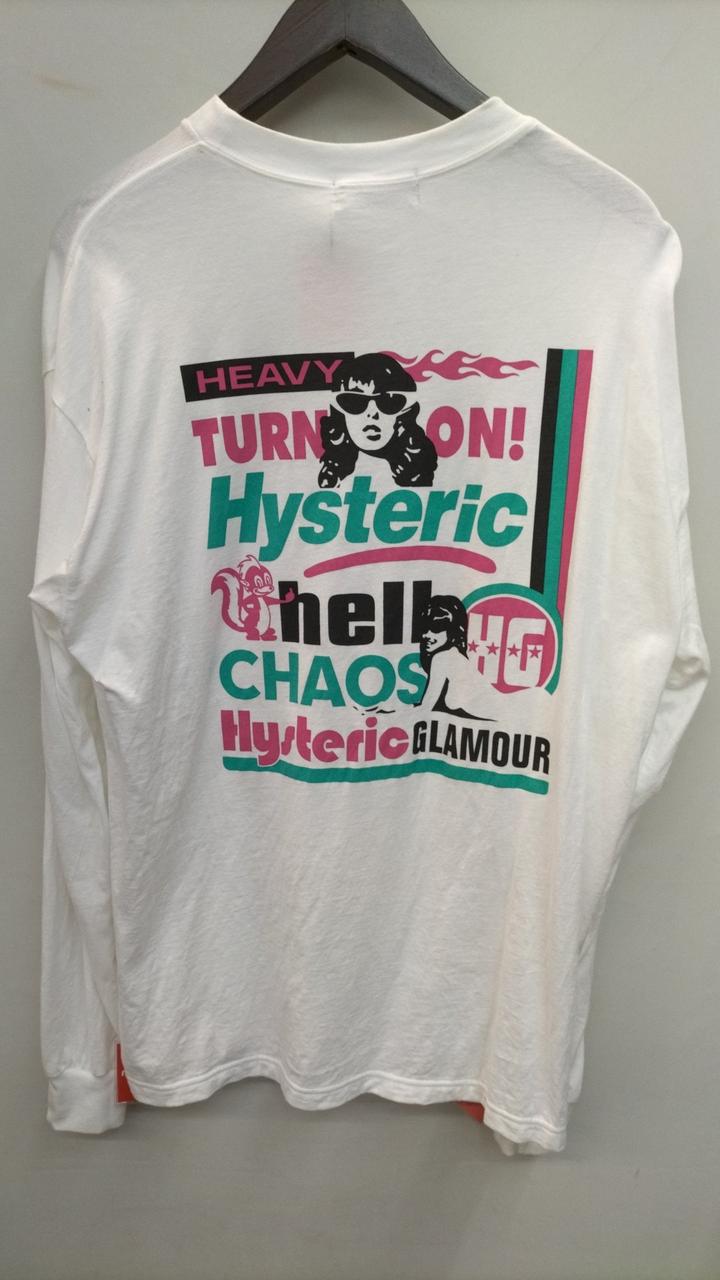 HEAVY
TURN ON!
Hysteric
hell
HG
CHAOS
Hysteric GLAMOUR